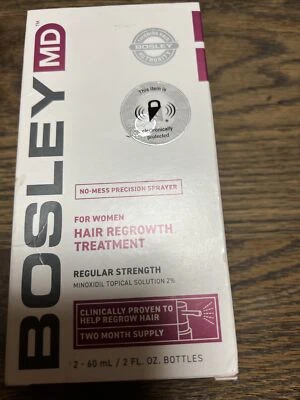 BOSLEY MD
BOSLEY
This item is
electronically
protected
NO-MESS PRECISION SPRAYER
FOR WOMEN
HAIR REGROWTH
TREATMENT
REGULAR STRENGTH
MINOXIDIL TOPICAL SOLUTION 2%
CLINICALLY PROVEN TO
HELP REGROW HAIR
TWO MONTH SUPPLY
2 - 60 mL / 2 FL. OZ. BOTTLES